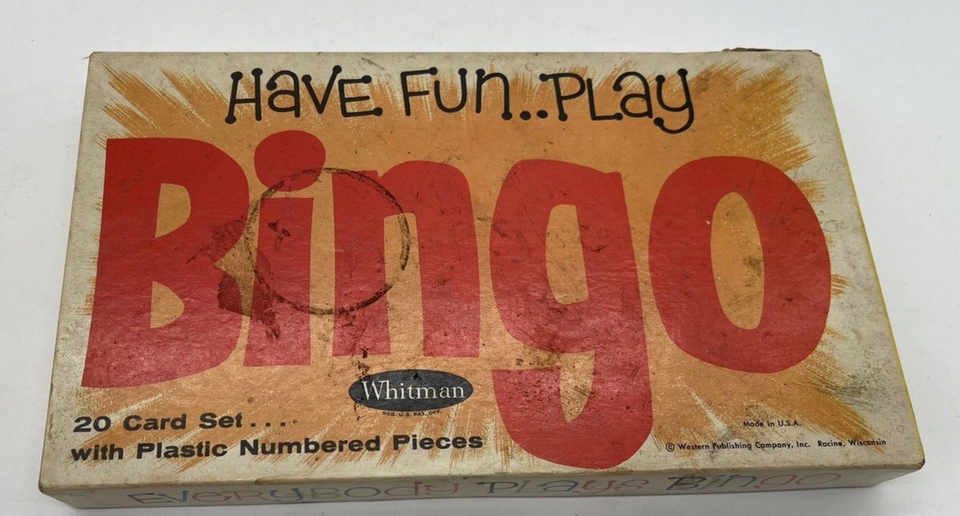 Have Fun..Play
Bingo
Whitman
REG. U.S. PAT. OFF.
20 Card Set....
with Plastic Numbered Pieces
Made in U.S.A.
© Western Publishing Company, Inc. Racine, Wisconsin
EVeryBody PLays Bingo